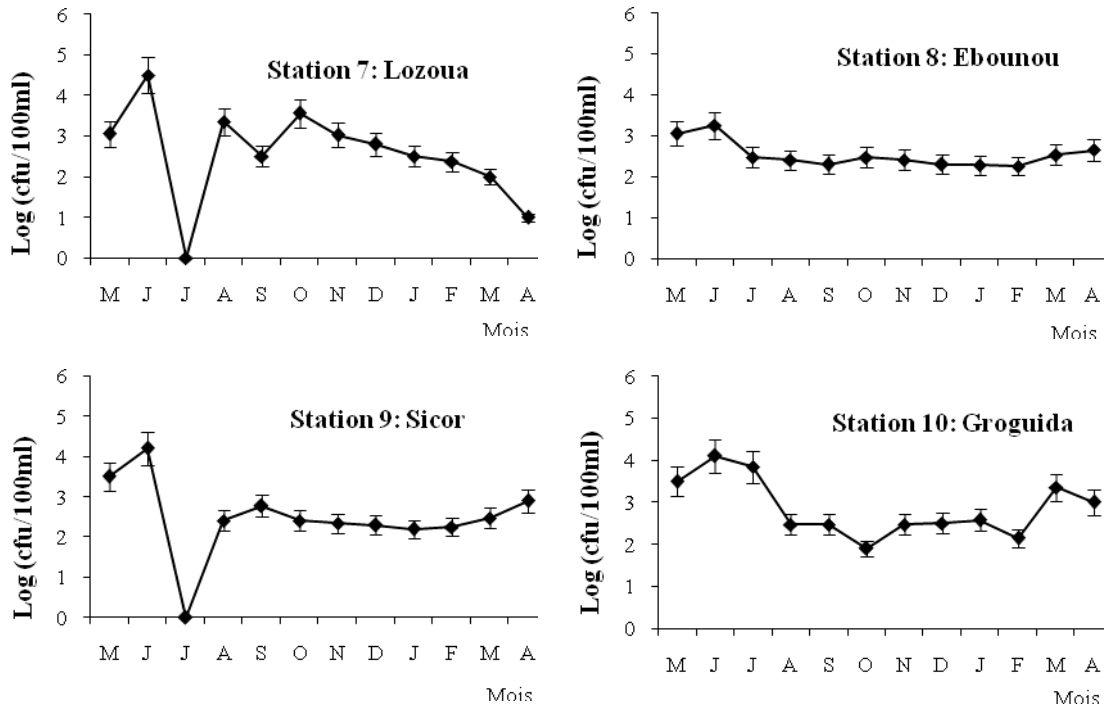 Station 7: Lozoua
Log (cfu/100ml)
6
5
4
3
2
1
0
M J J A S O N D J F M A
Mois
Station 8: Ebounou
Log (cfu/100ml)
6
5
4
3
2
1
0
M J J A S O N D J F M A
Mois
Station 9: Sicor
Log (cfu/100ml)
6
5
4
3
2
1
0
M J J A S O N D J F M A
Mois
Station 10: Groguida
Log (cfu/100ml)
6
5
4
3
2
1
0
M J J A S O N D J F M A
Mois